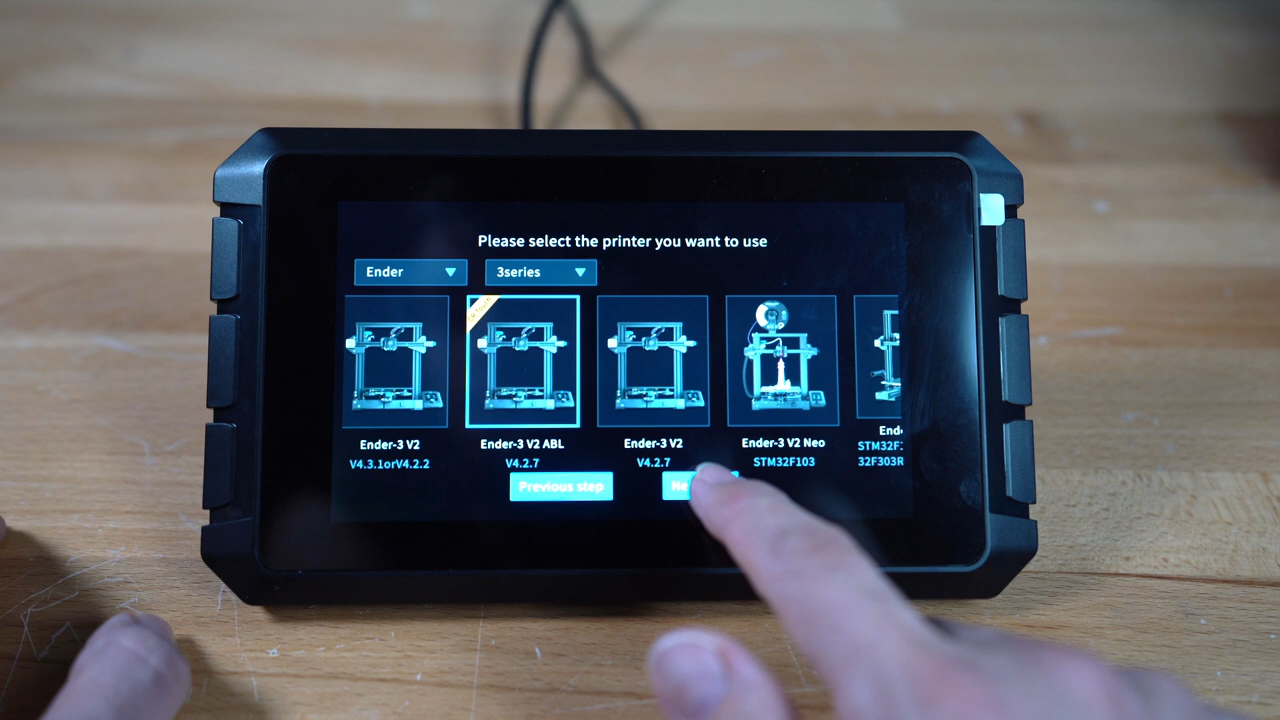 Please select the printer you want to use
Ender
3series
Ender-3 V2
V4.3.1orV4.2.2
Ender-3 V2 ABL
V4.2.7
Ender-3 V2
V4.2.7
Ender-3 V2 Neo
STM32F103
Previous step